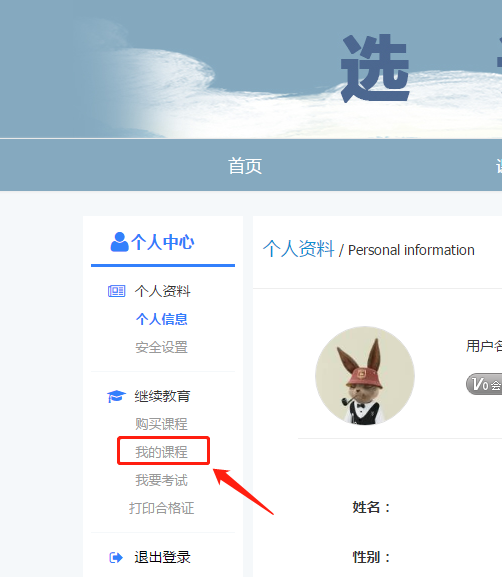 选
首页
个人中心
个人资料 / Personal information
个人资料
个人信息
安全设置
用户名
V0会
继续教育
购买课程
我的课程
我要考试
打印合格证
姓名：
退出登录
性别：